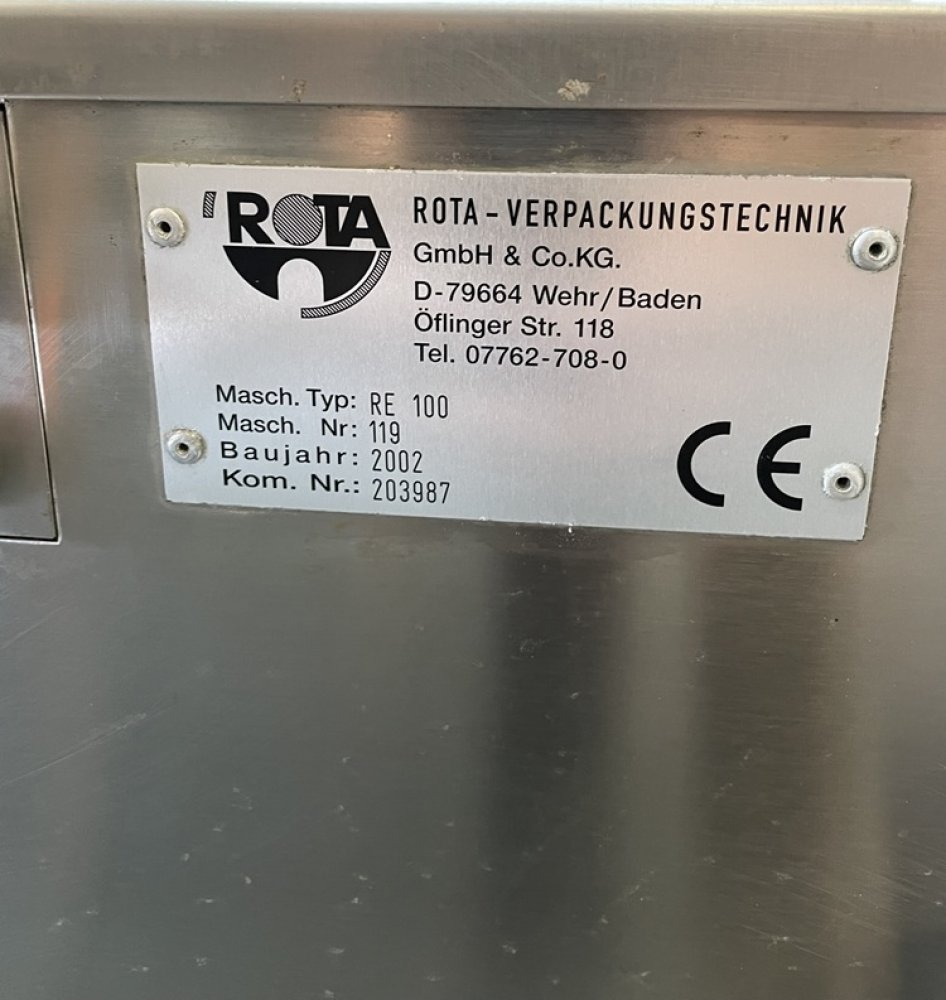 ROTA
ROTA-VERPACKUNGSTECHNIK
GmbH & Co.KG.
D-79664 Wehr/Baden
Öflinger Str. 118
Tel. 07762-708-0
Masch. Typ: RE 100
Masch. Nr: 119
Baujahr: 2002
Kom. Nr.: 203987
CE